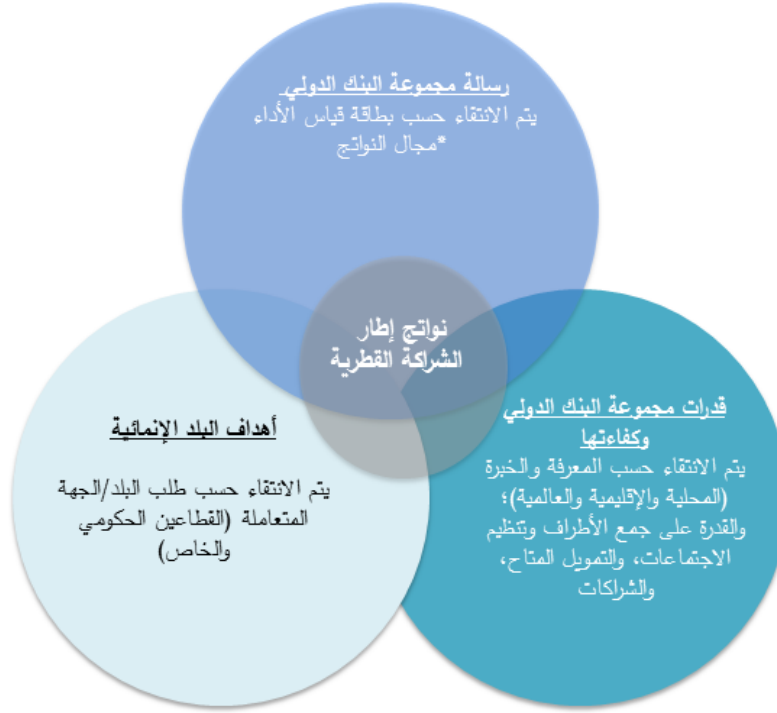 رسالة مجموعة البنك الدولي
يتم الانتقاء حسب بطاقة قياس الأداء
*مجال النواتج
نواتج إطار
الشراكة القطرية
قدرات مجموعة البنك الدولي
وكفاءتها
يتم الانتقاء حسب المعرفة والخبرة
(المحلية والإقليمية والعالمية)؛
والقدرة على جمع الأطراف وتنظيم
الاجتماعات، والتمويل المتاح،
والشراكات
أهداف البلد الإنمائية
يتم الانتقاء حسب طلب البلد/الجهة
المتعاملة (القطاعين الحكومي
والخاص)